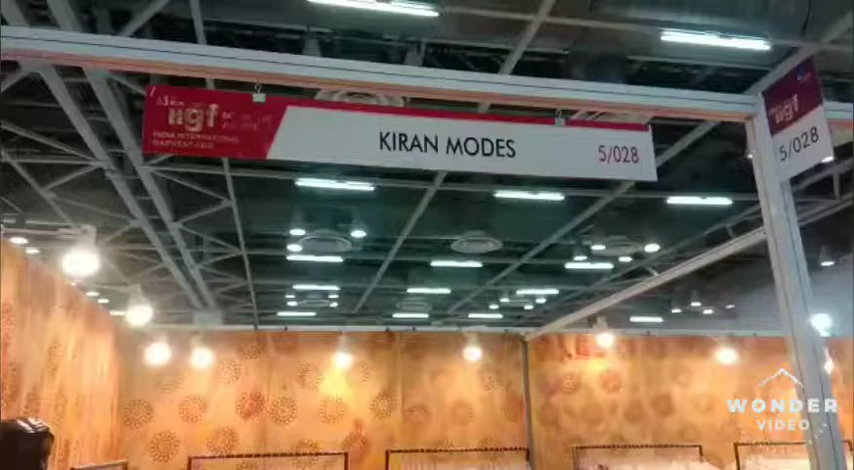 iigf
INDIA INTERNATIONAL
GARMENT FAIR
KIRAN MODES
5/028
iigf
5/028
WONDER
VIDEO